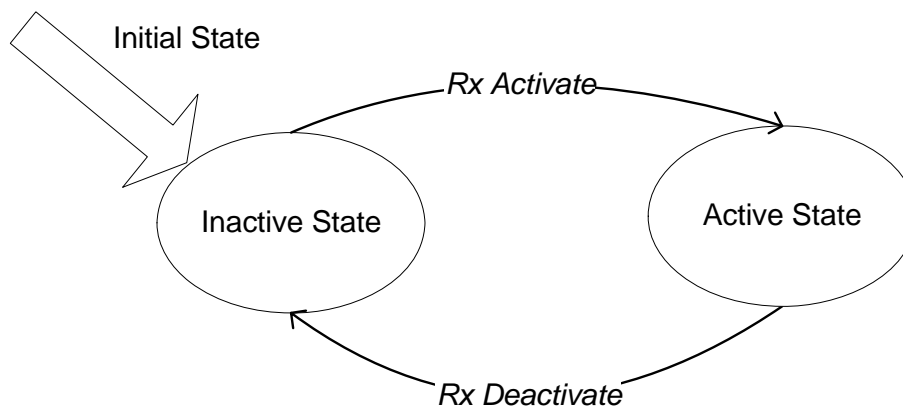 Initial State
Rx Activate
Inactive State
Active State
Rx Deactivate